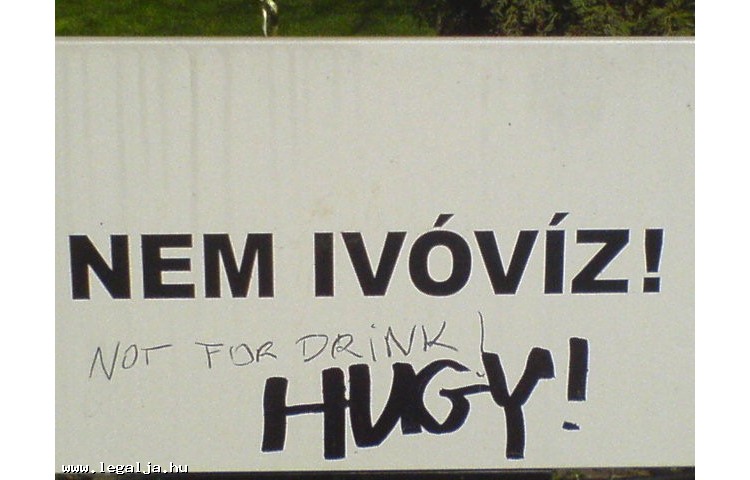 NEM IVÓVÍZ!
NOT FOR DRINK!
HUGY!
www.legalja.hu